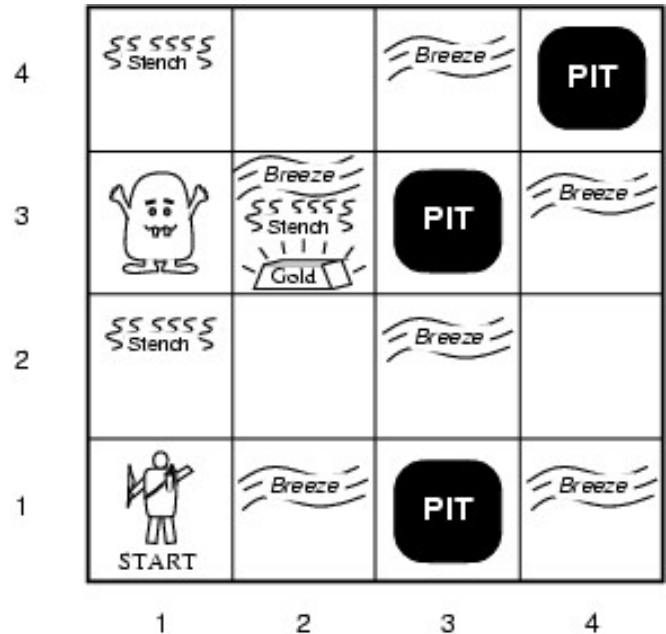 4
Stench
Breeze
PIT
3
Breeze
Stench
Gold
PIT
Breeze
2
Stench
Breeze
1
START
Breeze
PIT
Breeze
1 2 3 4